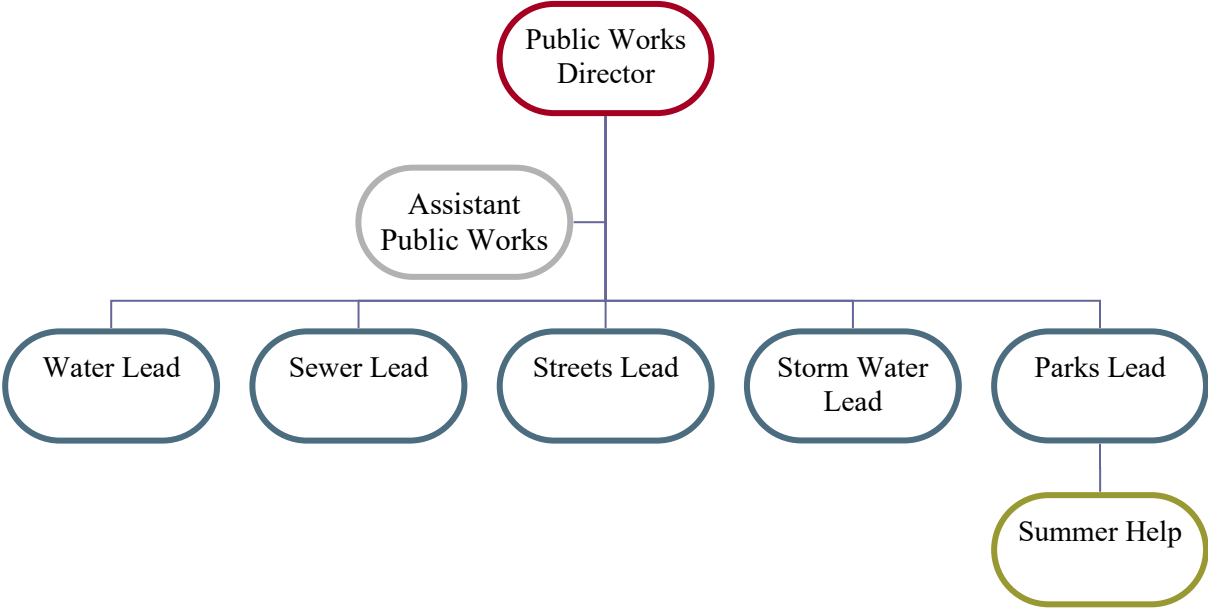 Public Works
Director
Assistant
Public Works
Water Lead
Sewer Lead
Streets Lead
Storm Water
Lead
Parks Lead
Summer Help